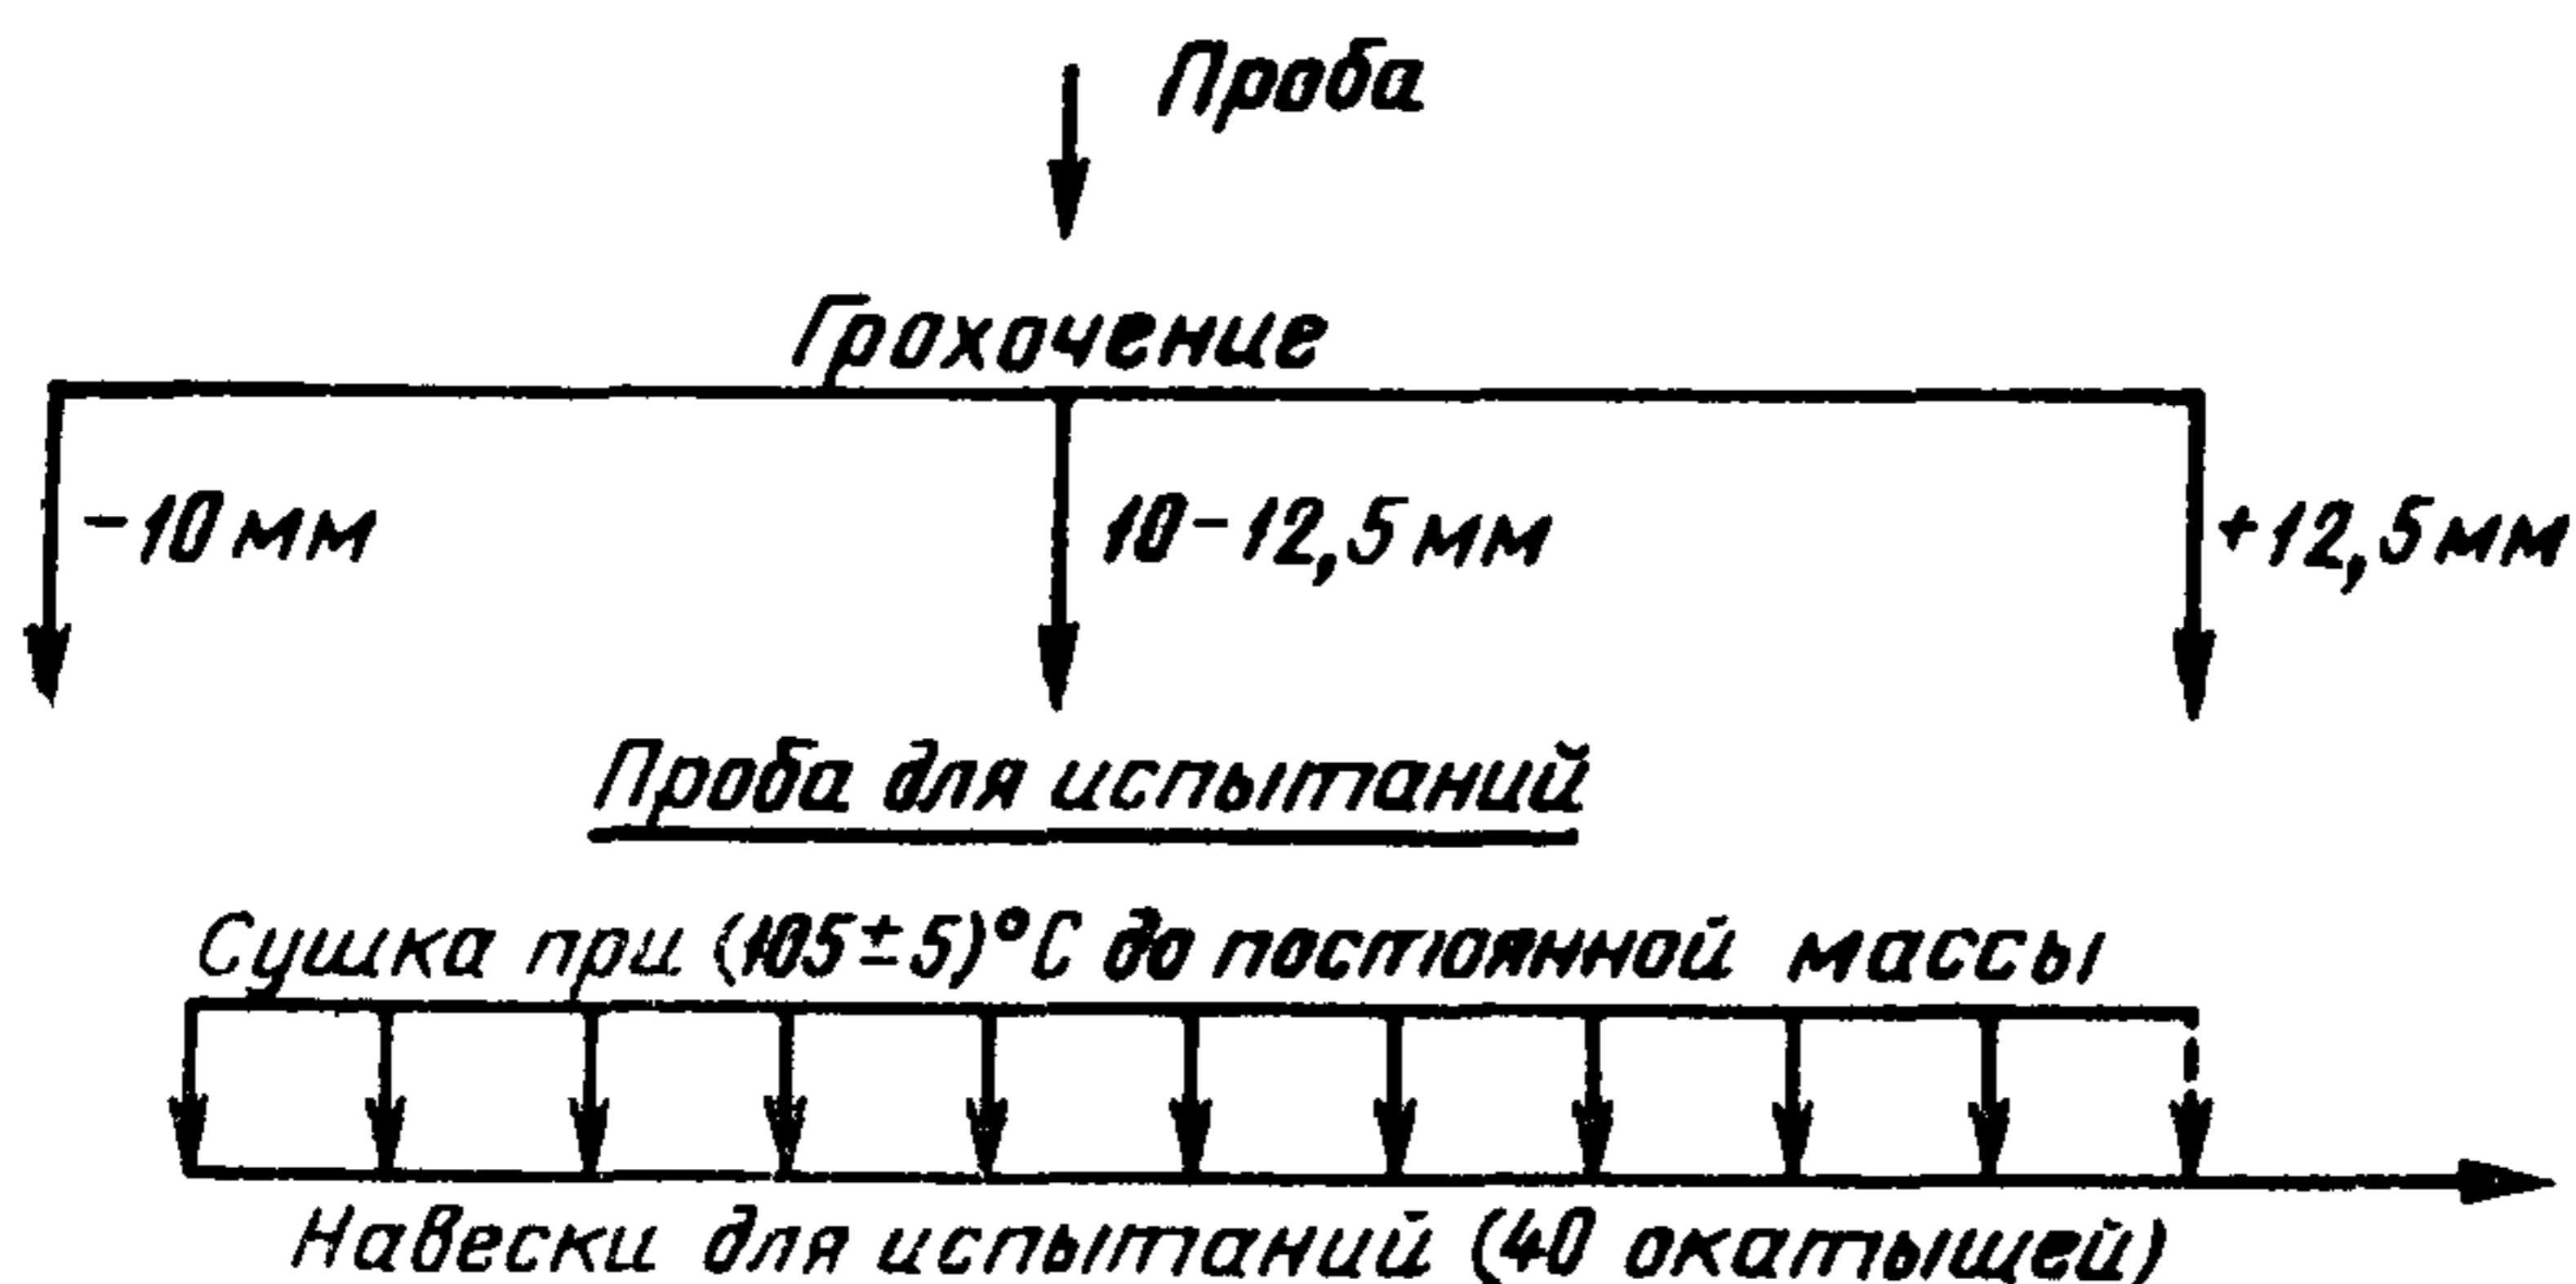 Проба
Грохочение
-10 мм
10-12,5 мм
+12,5 мм
Проба для испытаний
Сушка при (105±5)°С до постоянной массы
Навески для испытаний (40 окатышей)